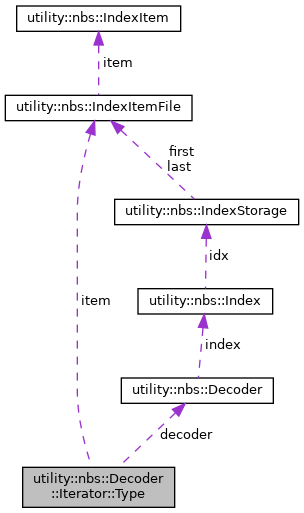 utility::nbs::IndexItem
item
utility::nbs::IndexItemFile
first
last
utility::nbs::IndexStorage
idx
item
utility::nbs::Index
index
utility::nbs::Decoder
decoder
utility::nbs::Decoder
::Iterator::Type